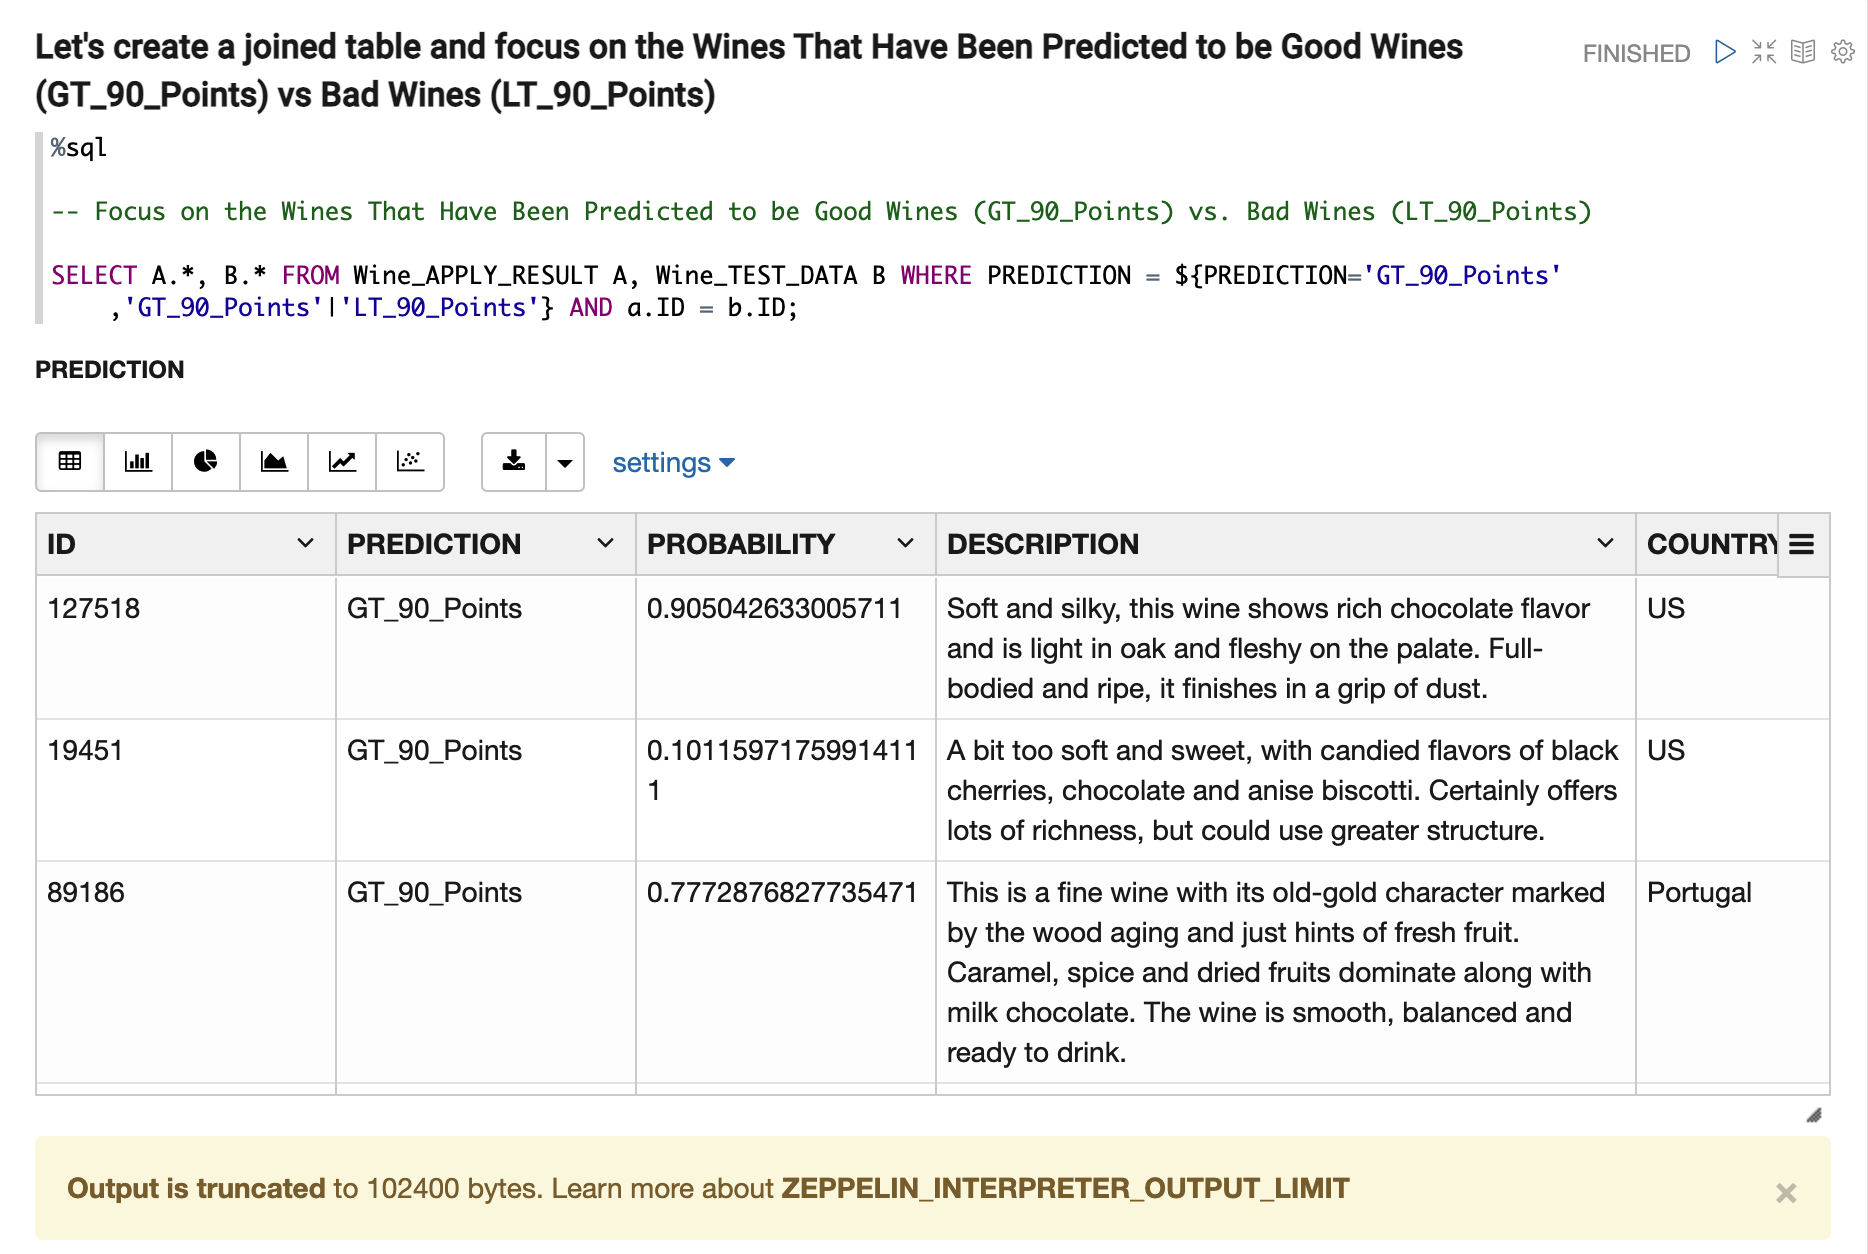 Let's create a joined table and focus on the Wines That Have Been Predicted to be Good Wines
(GT_90_Points) vs Bad Wines (LT_90_Points)
FINISHED
%sql
-- Focus on the Wines That Have Been Predicted to be Good Wines (GT_90_Points) vs. Bad Wines (LT_90_Points)
SELECT A.*, B.* FROM Wine_APPLY_RESULT A, Wine_TEST_DATA B WHERE PREDICTION = ${PREDICTION='GT_90_Points'
,'GT_90_Points'|'LT_90_Points'} AND a.ID = b.ID;
PREDICTION
settings
ID PREDICTION PROBABILITY DESCRIPTION COUNTRY
127518 GT_90_Points 0.905042633005711 Soft and silky, this wine shows rich chocolate flavor US
and is light in oak and fleshy on the palate. Full-
bodied and ripe, it finishes in a grip of dust.
19451 GT_90_Points 0.1011597175991411 A bit too soft and sweet, with candied flavors of black US
1 cherries, chocolate and anise biscotti. Certainly offers
lots of richness, but could use greater structure.
89186 GT_90_Points 0.7772876827735471 This is a fine wine with its old-gold character marked Portugal
by the wood aging and just hints of fresh fruit.
Caramel, spice and dried fruits dominate along with
milk chocolate. The wine is smooth, balanced and
ready to drink.
Output is truncated to 102400 bytes. Learn more about ZEPPELIN_INTERPRETER_OUTPUT_LIMIT